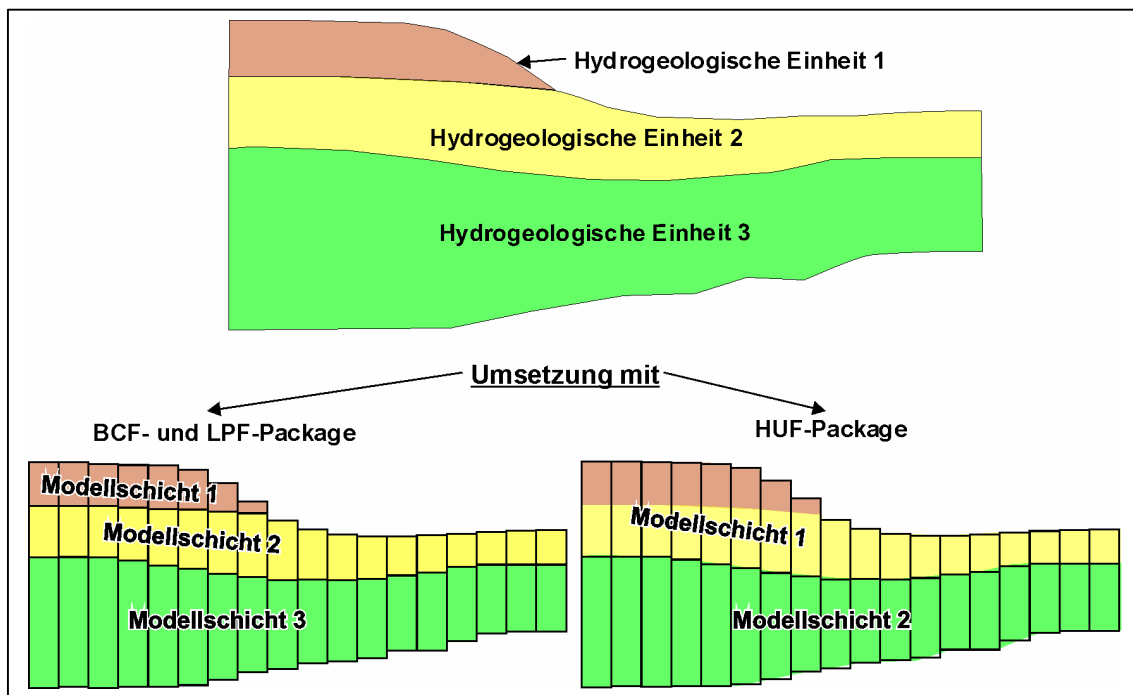 Hydrogeologische Einheit 1
Hydrogeologische Einheit 2
Hydrogeologische Einheit 3
Umsetzung mit
BCF- und LPF-Package
HUF-Package
Modellschicht 1
Modellschicht 2
Modellschicht 3
Modellschicht 1
Modellschicht 2